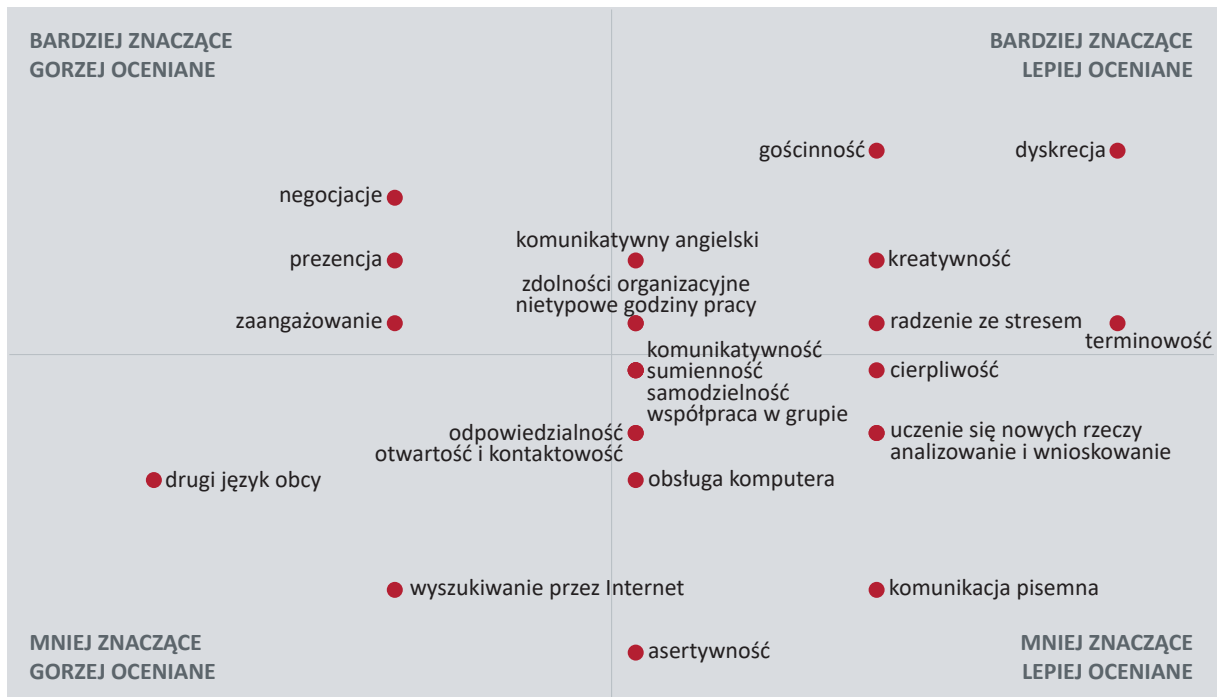 BARDZIEJ ZNACZĄCE
GORZEJ OCENIANE
BARDZIEJ ZNACZĄCE
LEPIEJ OCENIANE
gościnność
dyskrecja
negocjacje
komunikatywny angielski
prezencja
kreatywność
zdolności organizacyjne
nietypowe godziny pracy
zaangażowanie
radzenie ze stresem
terminowość
komunikatywność
sumienność
samodzielność
współpraca w grupie
cierpliwość
odpowiedzialność
otwartość i kontaktowość
uczenie się nowych rzeczy
analizowanie i wnioskowanie
drugi język obcy
obsługa komputera
wyszukiwanie przez Internet
komunikacja pisemna
asertywność
MNIEJ ZNACZĄCE
GORZEJ OCENIANE
MNIEJ ZNACZĄCE
LEPIEJ OCENIANE